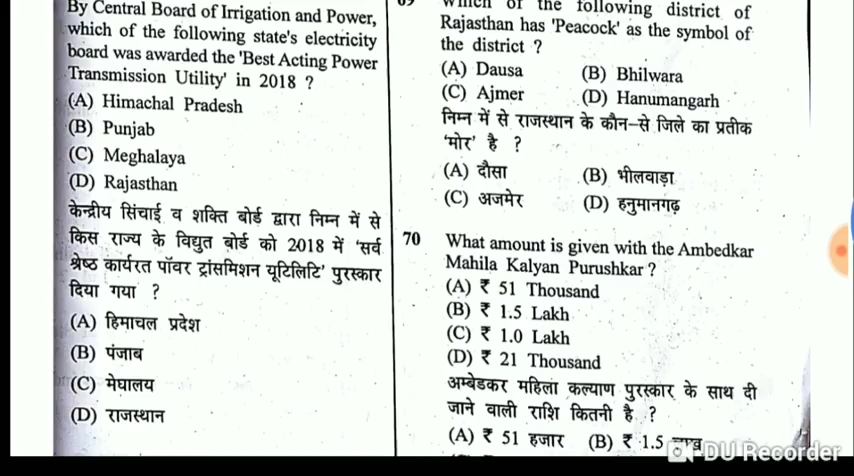 By Central Board of Irrigation and Power,
which of the following state's electricity
board was awarded the 'Best Acting Power
Transmission Utility' in 2018 ?
(A) Himachal Pradesh
(B) Punjab
(C) Meghalaya
(D) Rajasthan
केन्द्रीय सिंचाई व शक्ति बोर्ड द्वारा निम्न में से
किस राज्य के विद्युत बोर्ड को 2018 में 'सर्व
श्रेष्ठ कार्यरत पॉवर ट्रांसमिशन यूटिलिटि' पुरस्कार
दिया गया ?
(A) हिमाचल प्रदेश
(B) पंजाब
(C) मेघालय
(D) राजस्थान
which of the following district of
Rajasthan has 'Peacock' as the symbol of
the district ?
(A) Dausa (B) Bhilwara
(C) Ajmer (D) Hanumangarh
निम्न में से राजस्थान के कौन-से जिले का प्रतीक
'मोर' है ?
(A) दौसा (B) भीलवाड़ा
(C) अजमेर (D) हनुमानगढ़
70 What amount is given with the Ambedkar
Mahila Kalyan Purushkar ?
(A) ₹ 51 Thousand
(B) ₹ 1.5 Lakh
(C) ₹ 1.0 Lakh
(D) ₹ 21 Thousand
अम्बेडकर महिला कल्याण पुरस्कार के साथ दी
जाने वाली राशि कितनी है ?
(A) ₹ 51 हजार (B) ₹ 1.5 लाख
DU Recorder